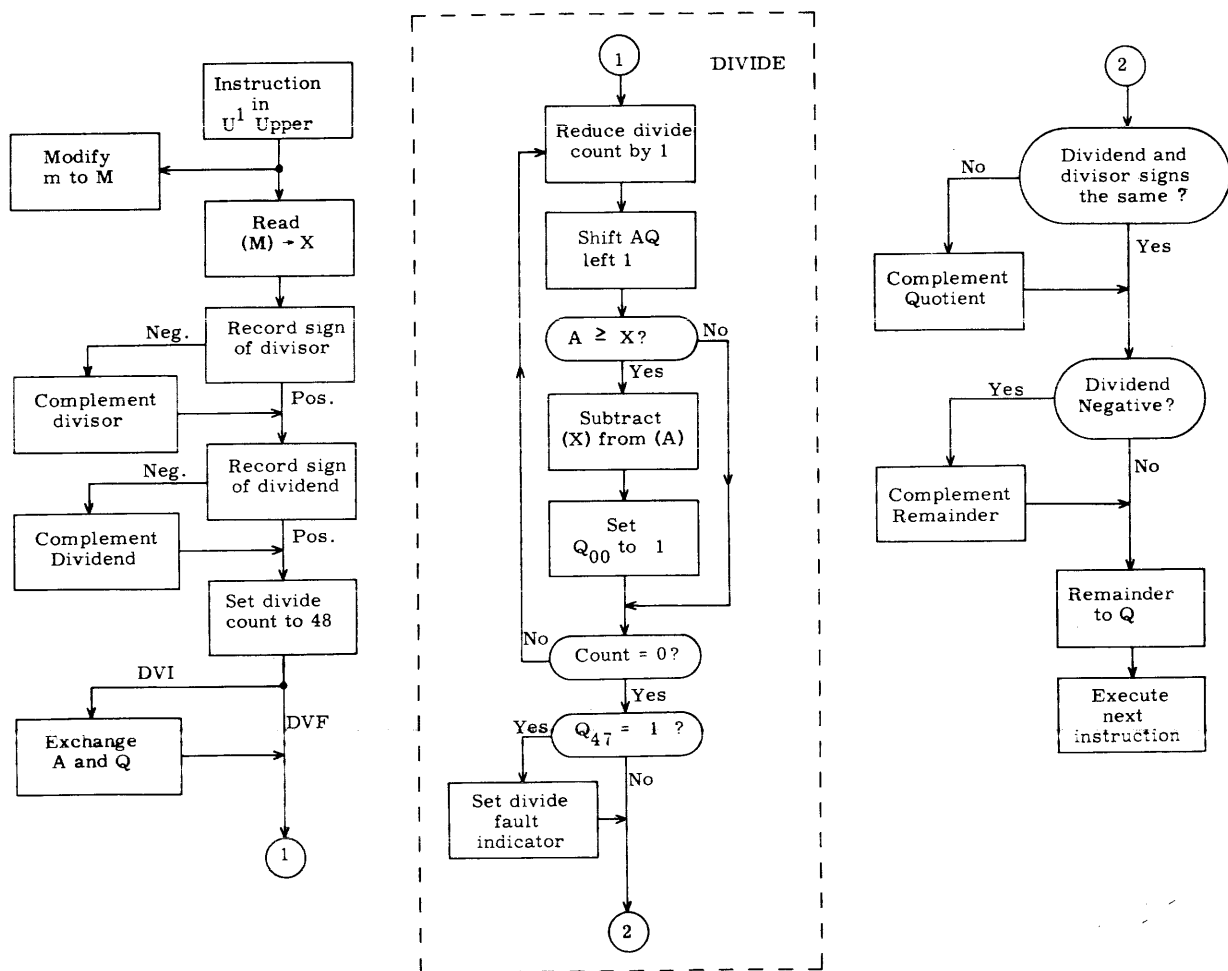 Instruction
in
U¹ Upper
Modify
m to M
Read
(M) → X
Neg.
Record sign
of divisor
Complement
divisor
Pos.
Neg.
Record sign
of dividend
Complement
Dividend
Pos.
Set divide
count to 48
DVI
DVF
Exchange
A and Q
1
1
DIVIDE
Reduce divide
count by 1
Shift AQ
left 1
A ≥ X?
No
Yes
Subtract
(X) from (A)
Set
Q₀₀ to 1
No
Count = 0?
Yes
Yes
Q₄₇ = 1 ?
No
Set divide
fault
indicator
2
2
No
Dividend and
divisor signs
the same ?
Yes
Complement
Quotient
Yes
Dividend
Negative?
No
Complement
Remainder
Remainder
to Q
Execute
next
instruction